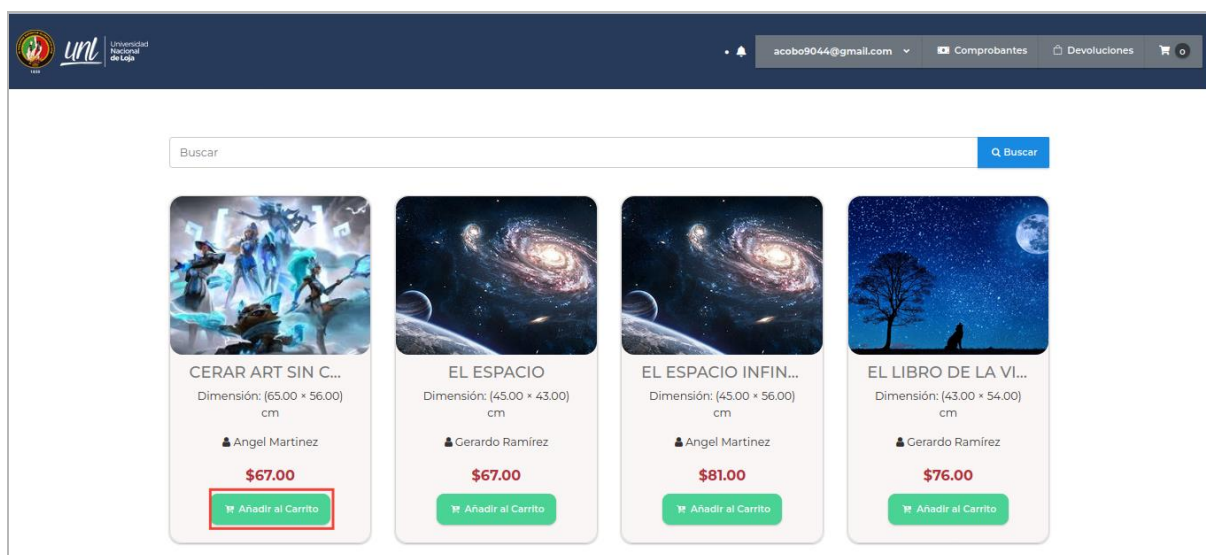 unl Universidad
Nacional
de Loja
1859
acobo9044@gmail.com
Comprobantes
Devoluciones
0
Buscar
Buscar
CERAR ART SIN C...
Dimensión: (65.00 × 56.00)
cm
Angel Martinez
$67.00
Añadir al Carrito
EL ESPACIO
Dimensión: (45.00 × 43.00)
cm
Gerardo Ramírez
$67.00
Añadir al Carrito
EL ESPACIO INFIN...
Dimensión: (45.00 × 56.00)
cm
Angel Martinez
$81.00
Añadir al Carrito
EL LIBRO DE LA VI...
Dimensión: (43.00 × 54.00)
cm
Gerardo Ramírez
$76.00
Añadir al Carrito